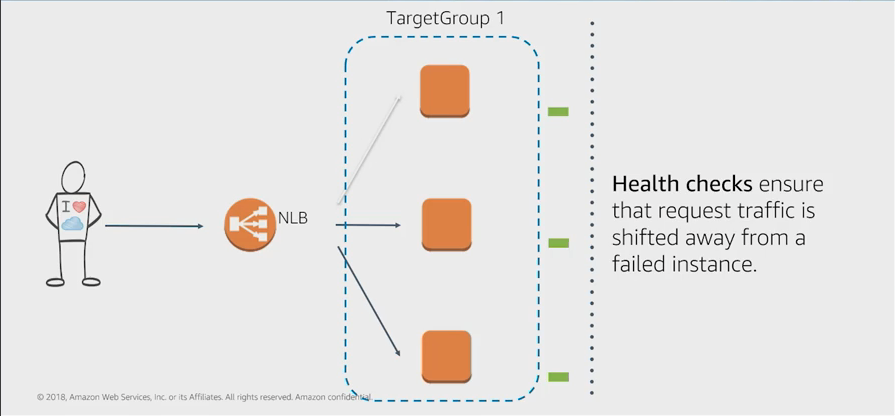 TargetGroup 1
I
NLB
Health checks ensure
that request traffic is
shifted away from a
failed instance.
© 2018, Amazon Web Services, Inc. or its Affiliates. All rights reserved. Amazon confidential.